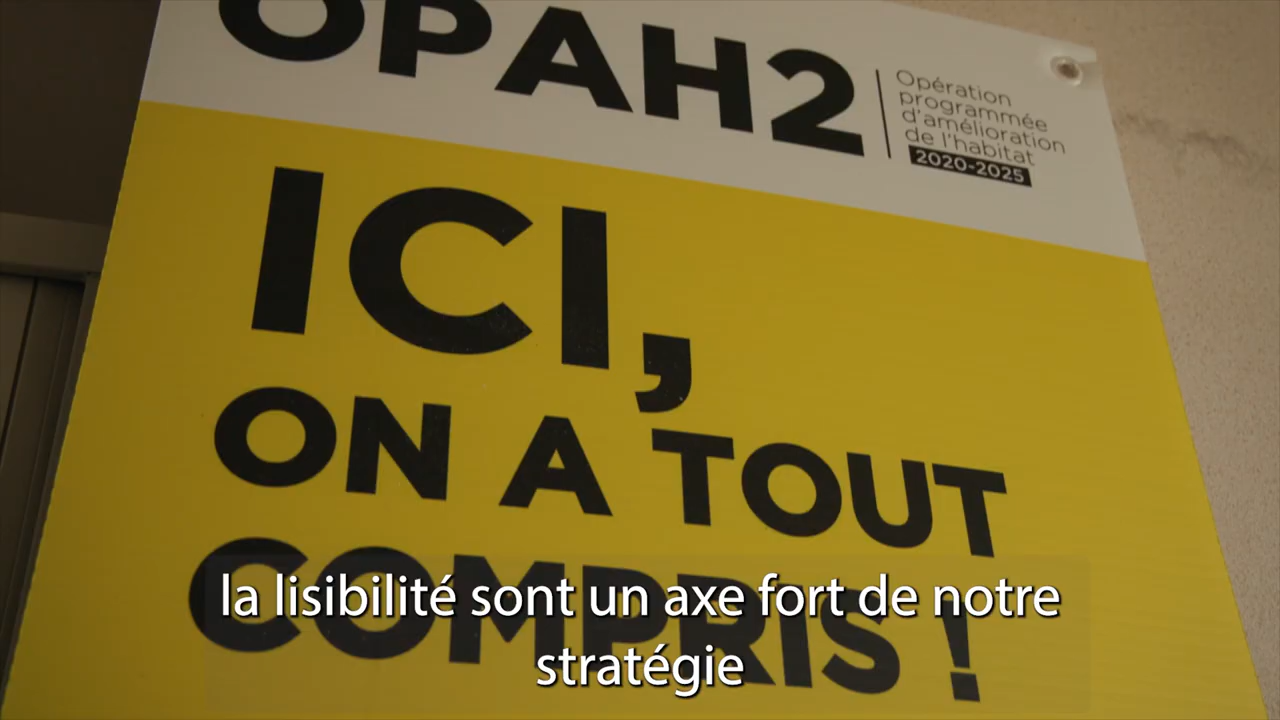 OPAH2
Opération
programmée
d'amélioration
de l'habitat
2020-2025
ICI,
ON A TOUT
COMPRIS !
la lisibilité sont un axe fort de notre
stratégie